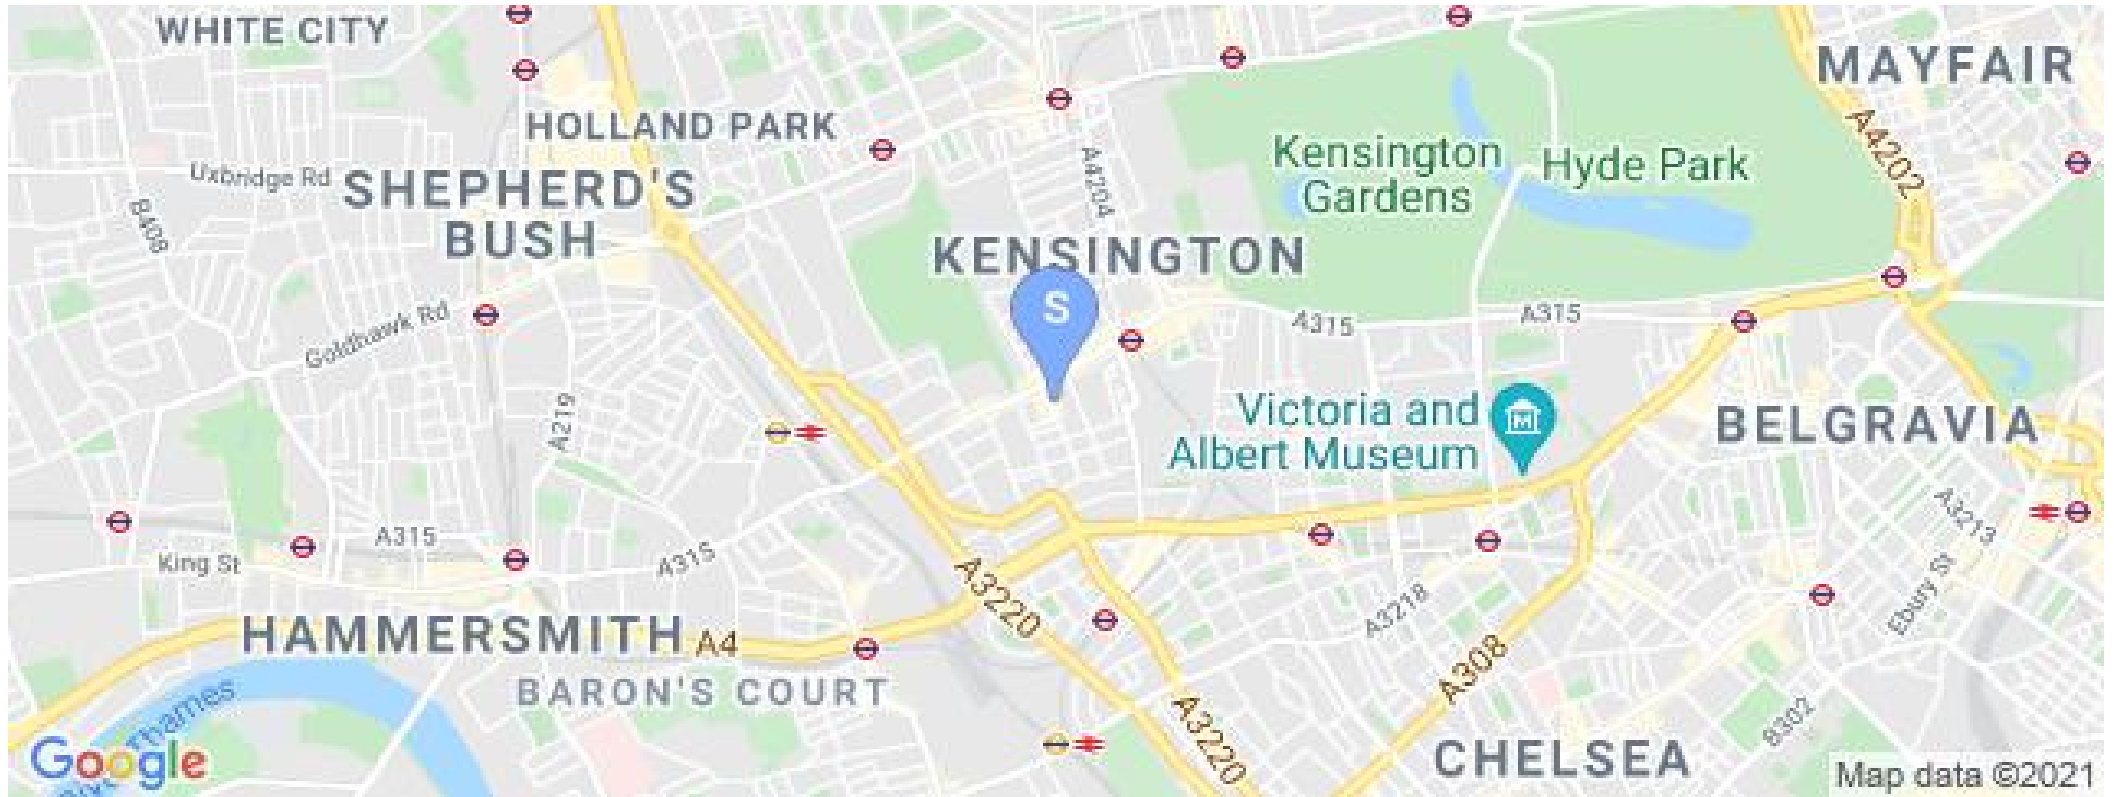 WHITE CITY
MAYFAIR
HOLLAND PARK
A4202
Kensington
Gardens
Hyde Park
A4204
Uxbridge Rd
SHEPHERD'S
BUSH
B408
KENSINGTON
S
Goldhawk Rd
A315
A315
A219
Victoria and
Albert Museum
M
BELGRAVIA
A3213
A315
King St
A315
A3220
A3218
Ebury St
HAMMERSMITH
A4
A308
BARON'S COURT
Thames
A3220
B302
CHELSEA
Google
Map data ©2021